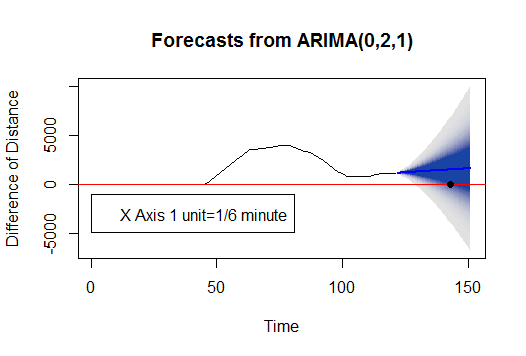 Forecasts from ARIMA(0,2,1)
Difference of Distance
5000
0
-5000
X Axis 1 unit=1/6 minute
0 50 100 150
Time